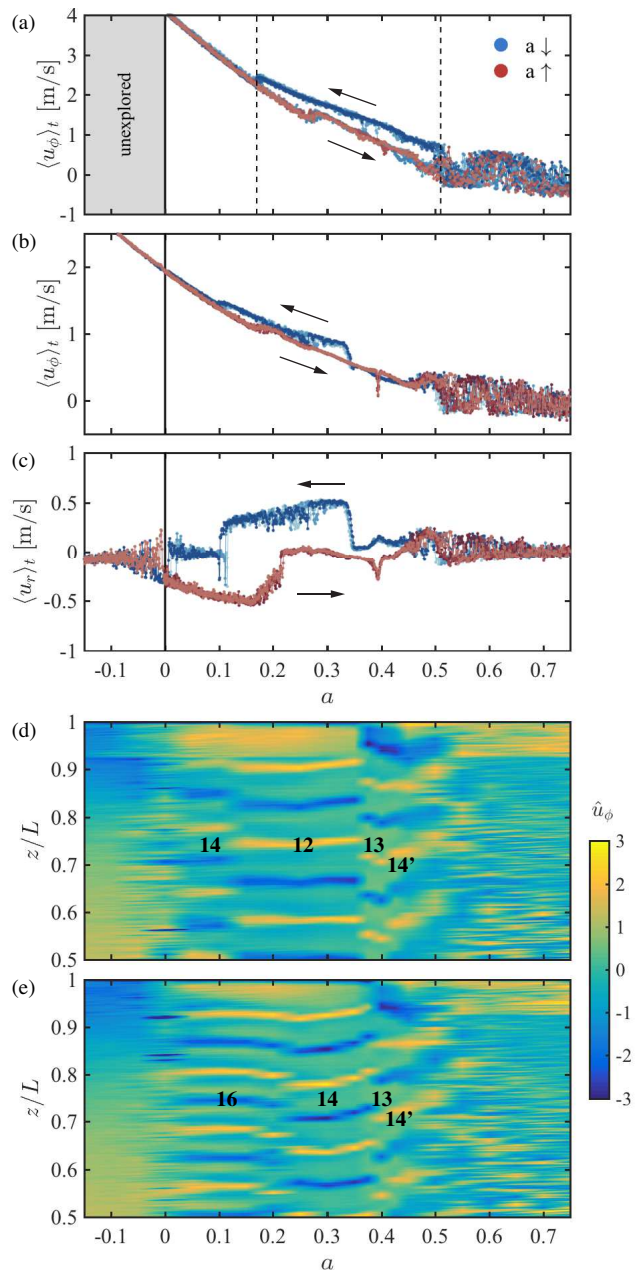 (a)
4
3
2
1
0
-1
⟨u_ϕ⟩_t [m/s]
unexplored
a ↓
a ↑
(b)
2
1
0
⟨u_ϕ⟩_t [m/s]
(c)
1
0.5
0
-0.5
-1
⟨u_r⟩_t [m/s]
-0.1 0 0.1 0.2 0.3 0.4 0.5 0.6 0.7
a
(d)
1
0.9
0.8
0.7
0.6
0.5
z/L
14 12 13
14'
(e)
1
0.9
0.8
0.7
0.6
0.5
z/L
16 14 13
14'
-0.1 0 0.1 0.2 0.3 0.4 0.5 0.6 0.7
a
û_ϕ
3
2
1
0
-1
-2
-3